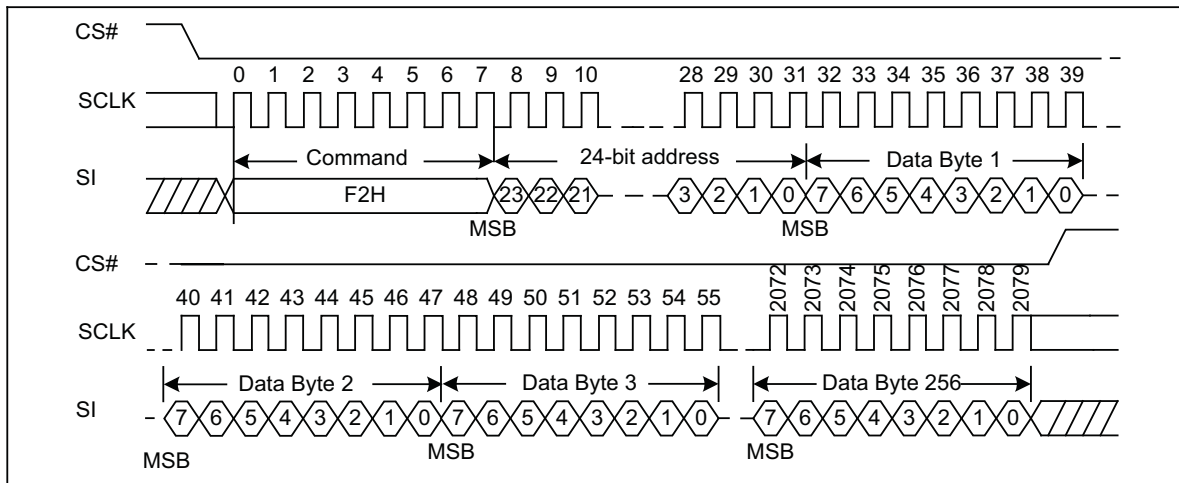 CS#
0 1 2 3 4 5 6 7 8 9 10 28 29 30 31 32 33 34 35 36 37 38 39
SCLK
Command 24-bit address Data Byte 1
SI
F2H 23 22 21 3 2 1 0 7 6 5 4 3 2 1 0
MSB MSB
CS#
40 41 42 43 44 45 46 47 48 49 50 51 52 53 54 55 2072 2073 2074 2075 2076 2077 2078 2079
SCLK
Data Byte 2 Data Byte 3 Data Byte 256
SI
7 6 5 4 3 2 1 0 7 6 5 4 3 2 1 0 7 6 5 4 3 2 1 0
MSB MSB MSB